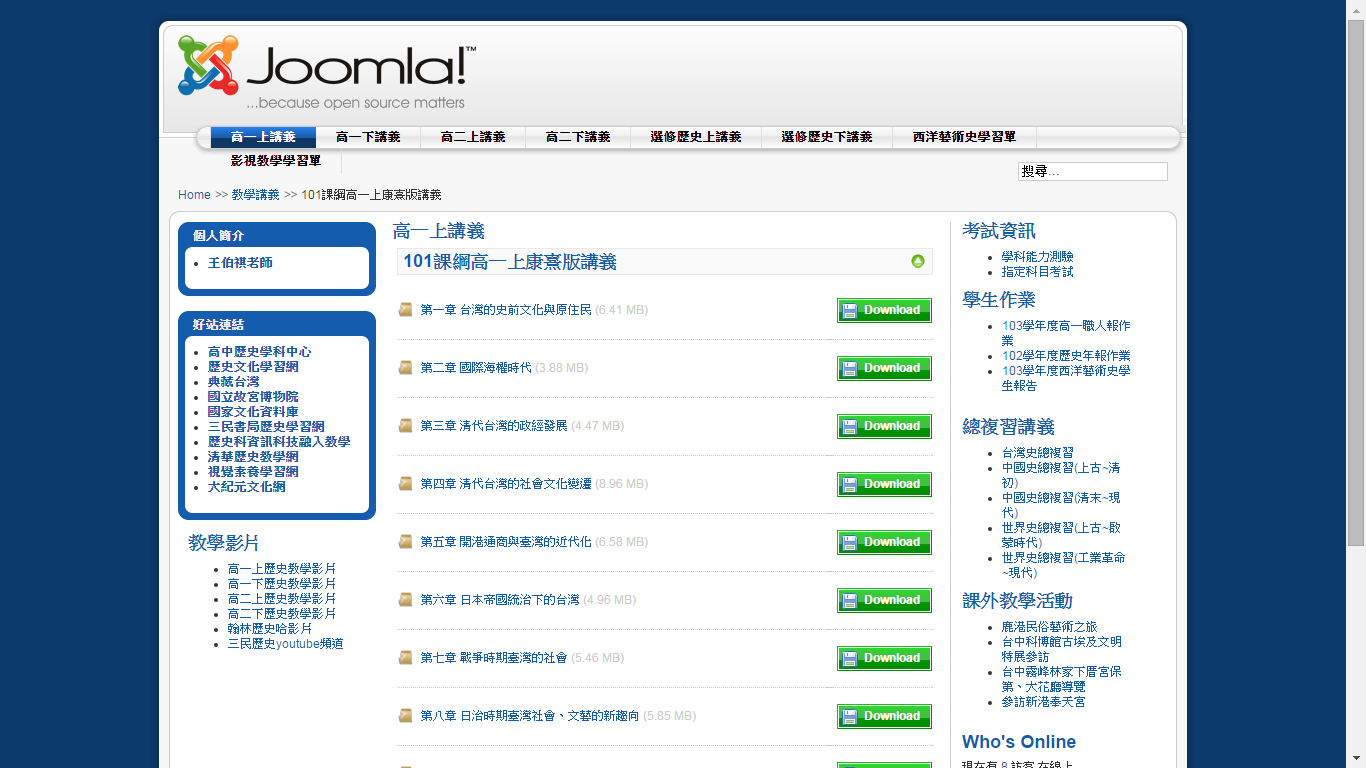 Joomla!™
...because open source matters
高一上講義 高一下講義 高二上講義 高二下講義 選修歷史上講義 選修歷史下講義 西洋藝術史學習單
影視教學學習單
搜尋...
Home >> 教學講義 >> 101課綱高一上康熹版講義
個人簡介
王伯祺老師
好站連結
高中歷史學科中心
歷史文化學習網
典藏台灣
國立故宮博物院
國家文化資料庫
三民書局歷史學習網
歷史科資訊科技融入教學
清華歷史教學網
視覺素養學習網
大紀元文化網
教學影片
高一上歷史教學影片
高一下歷史教學影片
高二上歷史教學影片
高二下歷史教學影片
翰林歷史哈影片
三民歷史youtube頻道
高一上講義
101課綱高一上康熹版講義
第一章 台灣的史前文化與原住民 (6.41 MB) Download
第二章 國際海權時代 (3.88 MB) Download
第三章 清代台灣的政經發展 (4.47 MB) Download
第四章 清代台灣的社會文化變遷 (8.96 MB) Download
第五章 開港通商與臺灣的近代化 (6.58 MB) Download
第六章 日本帝國統治下的台灣 (4.96 MB) Download
第七章 戰爭時期臺灣的社會 (5.46 MB) Download
第八章 日治時期臺灣社會、文藝的新趨向 (5.85 MB) Download
考試資訊
學科能力測驗
指定科目考試
學生作業
103學年度高一職人報作
業
102學年度歷史年報作業
103學年度西洋藝術史學
生報告
總複習講義
台灣史總複習
中國史總複習(上古~清
初)
中國史總複習(清末~現
代)
世界史總複習(上古~啟
蒙時代)
世界史總複習(工業革命
~現代)
課外教學活動
鹿港民俗藝術之旅
台中科博館古埃及文明
特展參訪
台中霧峰林家下厝宮保
第、大花廳導覽
參訪新港奉天宮
Who's Online
現在有 8 訪客 在線上